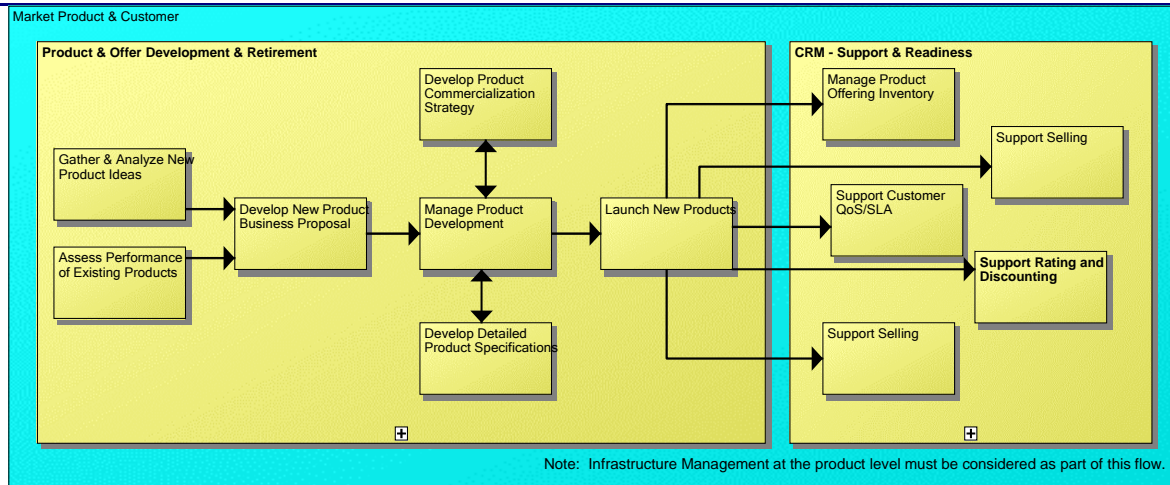 Market Product & Customer
Product & Offer Development & Retirement
Develop Product
Commercialization
Strategy
Gather & Analyze New
Product Ideas
Develop New Product
Business Proposal
Manage Product
Development
Launch New Products
Assess Performance
of Existing Products
Develop Detailed
Product Specifications
CRM - Support & Readiness
Manage Product
Offering Inventory
Support Selling
Support Customer
QoS/SLA
Support Rating and
Discounting
Support Selling
Note: Infrastructure Management at the product level must be considered as part of this flow.